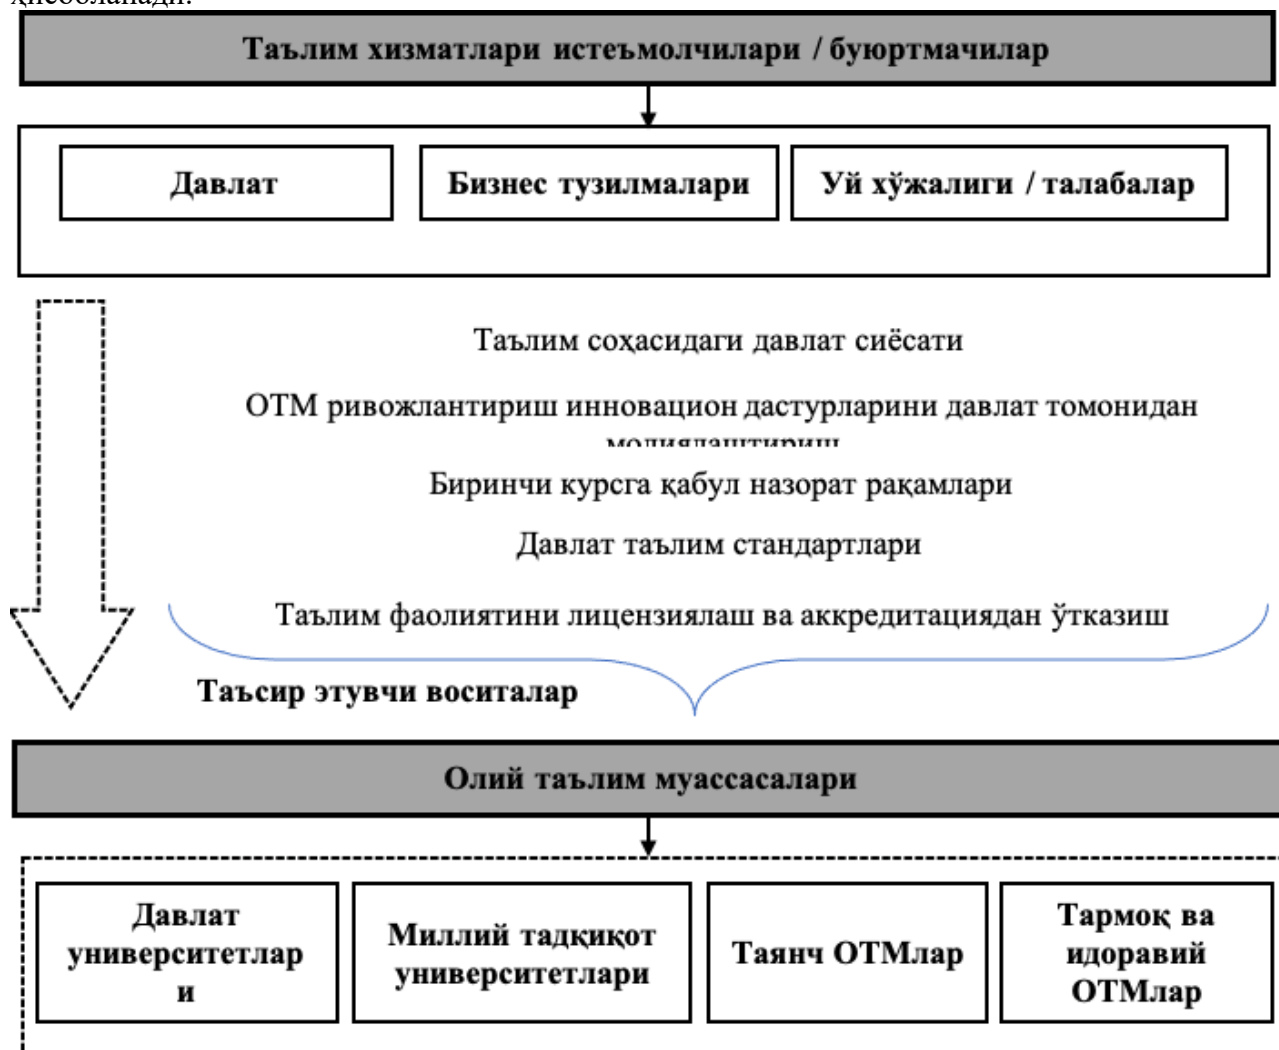 Таълим хизматлари истеъмолчилари / буюртмачилар
Давлат
Бизнес тузилмалари
Уй хўжалиги / талабалар
Таълим соҳасидаги давлат сиёсати
ОТМ ривожлантириш инновацион дастурларини давлат томонидан
молиялаштириш
Биринчи курсга қабул назорат рақамлари
Давлат таълим стандартлари
Таълим фаолиятини лицензиялаш ва аккредитациядан ўтказиш
Таъсир этувчи воситалар
Олий таълим муассасалари
Давлат
университетлар
и
Миллий тадқиқот
университетлари
Таянч ОТМлар
Тармоқ ва
идоравий
ОТМлар